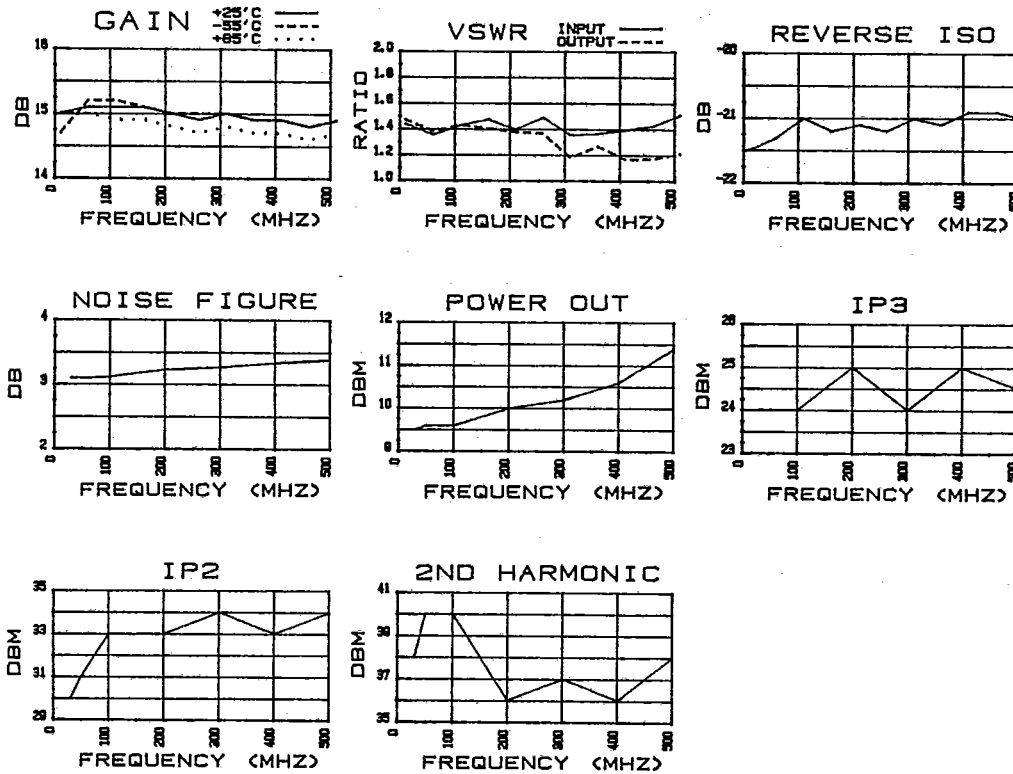 GAIN
+25°C
-55°C
+85°C
DB
16
15
14
0
100
200
300
400
500
FREQUENCY (MHZ)
VSWR
INPUT
OUTPUT
RATIO
2.0
1.8
1.6
1.4
1.2
1.0
0
100
200
300
400
500
FREQUENCY (MHZ)
REVERSE ISO
DB
-20
-21
-22
0
100
200
300
400
500
FREQUENCY (MHZ)
NOISE FIGURE
DB
4
3
2
0
100
200
300
400
500
FREQUENCY (MHZ)
POWER OUT
DBM
12
11
10
9
0
100
200
300
400
500
FREQUENCY (MHZ)
IP3
DBM
26
25
24
23
0
100
200
300
400
500
FREQUENCY (MHZ)
IP2
DBM
35
33
31
29
0
100
200
300
400
500
FREQUENCY (MHZ)
2ND HARMONIC
DBM
41
39
37
35
0
100
200
300
400
500
FREQUENCY (MHZ)